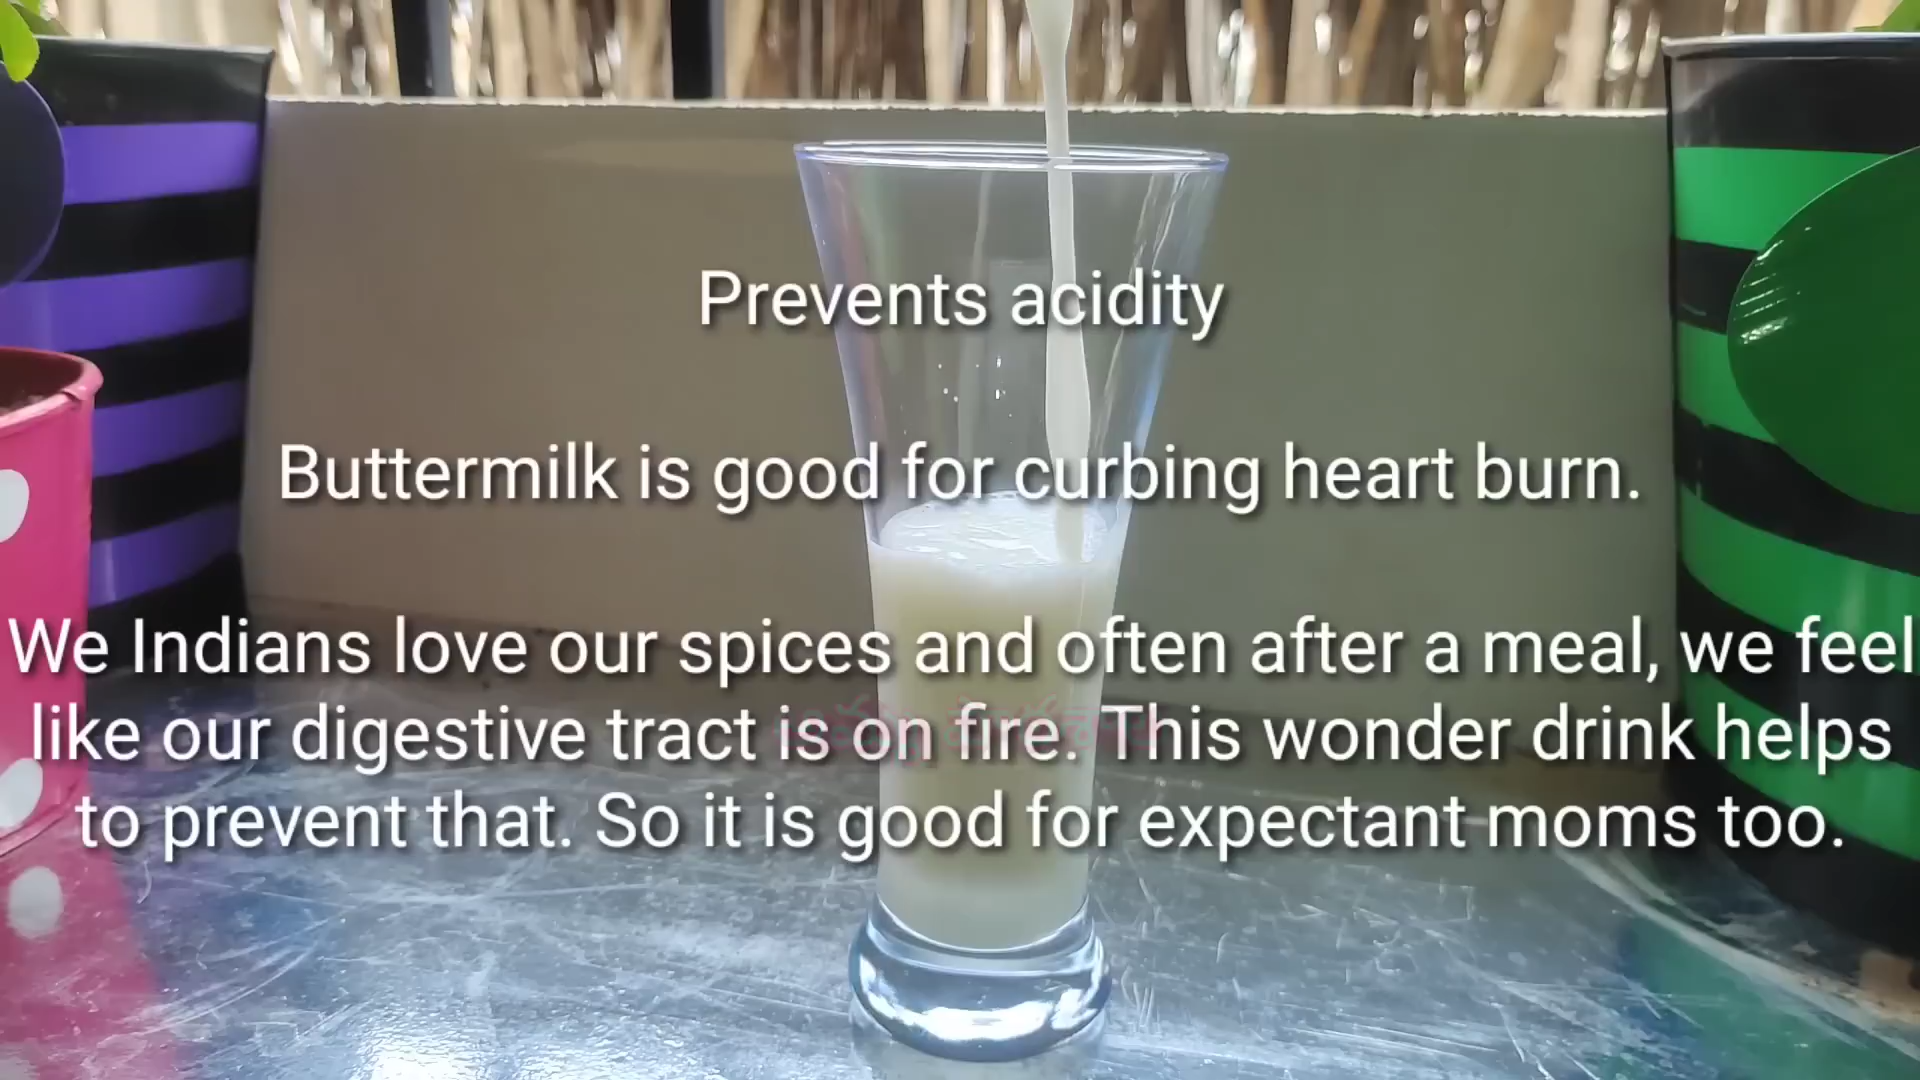 Prevents acidity
Buttermilk is good for curbing heart burn.
We Indians love our spices and often after a meal, we feel
like our digestive tract is on fire. This wonder drink helps
to prevent that. So it is good for expectant moms too.